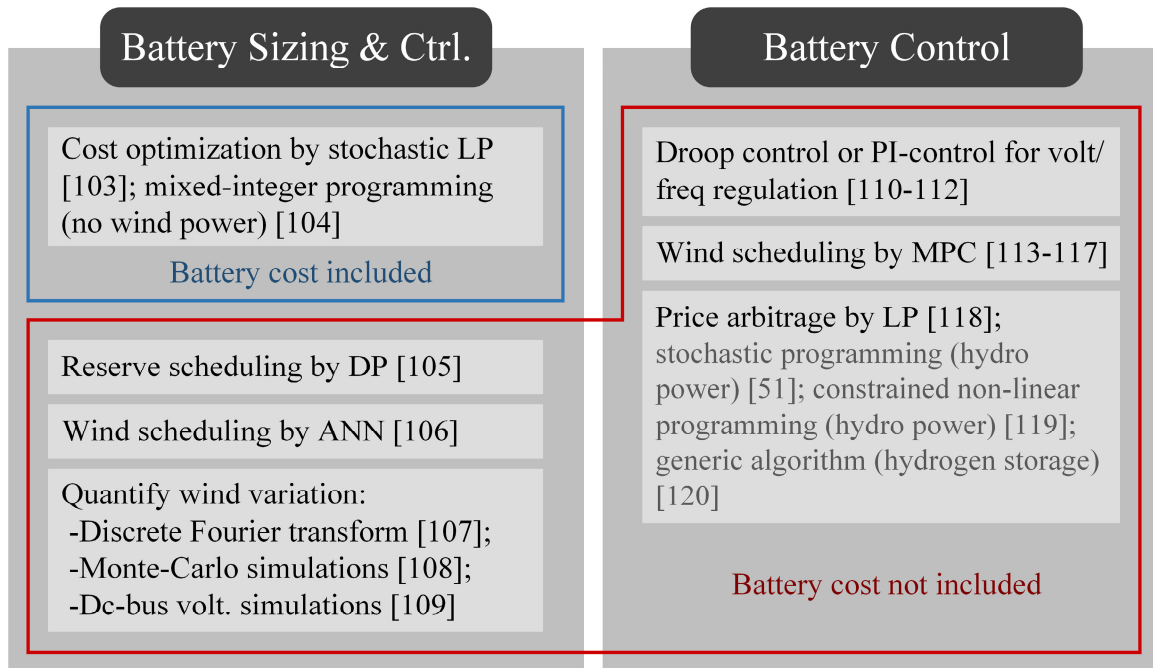 Battery Sizing & Ctrl.
Cost optimization by stochastic LP
[103]; mixed-integer programming
(no wind power) [104]
Battery cost included
Reserve scheduling by DP [105]
Wind scheduling by ANN [106]
Quantify wind variation:
-Discrete Fourier transform [107];
-Monte-Carlo simulations [108];
-Dc-bus volt. simulations [109]
Battery Control
Droop control or PI-control for volt/
freq regulation [110-112]
Wind scheduling by MPC [113-117]
Price arbitrage by LP [118];
stochastic programming (hydro
power) [51]; constrained non-linear
programming (hydro power) [119];
generic algorithm (hydrogen storage)
[120]
Battery cost not included